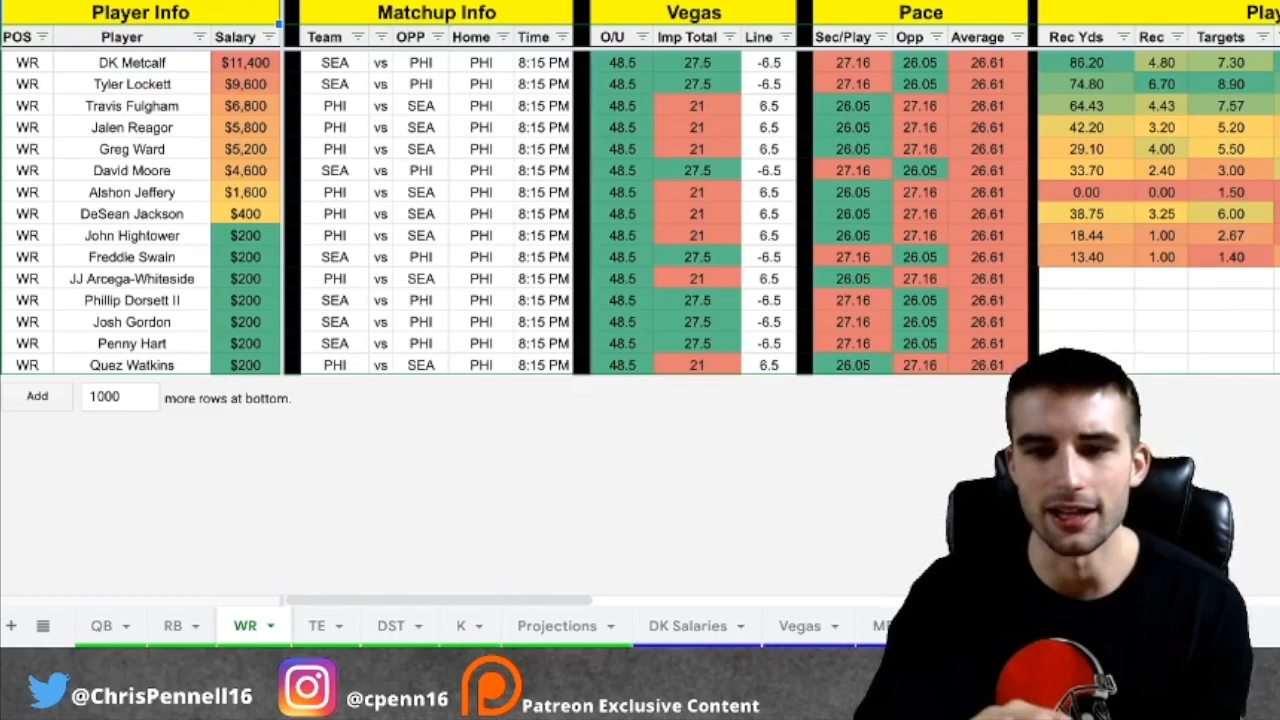 Player Info Matchup Info Vegas Pace Play
POS Player Salary Team OPP Home Time O/U Imp Total Line Sec/Play Opp Average Rec Yds Rec Targets
WR DK Metcalf $11,400 SEA vs PHI PHI 8:15 PM 48.5 27.5 -6.5 27.16 26.05 26.61 86.20 4.80 7.30
WR Tyler Lockett $9,600 SEA vs PHI PHI 8:15 PM 48.5 27.5 -6.5 27.16 26.05 26.61 74.80 6.70 8.90
WR Travis Fulgham $6,800 PHI vs SEA PHI 8:15 PM 48.5 21 6.5 26.05 27.16 26.61 64.43 4.43 7.57
WR Jalen Reagor $5,800 PHI vs SEA PHI 8:15 PM 48.5 21 6.5 26.05 27.16 26.61 42.20 3.20 5.20
WR Greg Ward $5,200 PHI vs SEA PHI 8:15 PM 48.5 21 6.5 26.05 27.16 26.61 29.10 4.00 5.50
WR David Moore $4,600 SEA vs PHI PHI 8:15 PM 48.5 27.5 -6.5 27.16 26.05 26.61 33.70 2.40 3.00
WR Alshon Jeffery $1,600 PHI vs SEA PHI 8:15 PM 48.5 21 6.5 26.05 27.16 26.61 0.00 0.00 1.50
WR DeSean Jackson $400 PHI vs SEA PHI 8:15 PM 48.5 21 6.5 26.05 27.16 26.61 38.75 3.25 6.00
WR John Hightower $200 PHI vs SEA PHI 8:15 PM 48.5 21 6.5 26.05 27.16 26.61 18.44 1.00 2.67
WR Freddie Swain $200 SEA vs PHI PHI 8:15 PM 48.5 27.5 -6.5 27.16 26.05 26.61 13.40 1.00 1.40
WR JJ Arcega-Whiteside $200 PHI vs SEA PHI 8:15 PM 48.5 21 6.5 26.05 27.16 26.61
WR Phillip Dorsett II $200 SEA vs PHI PHI 8:15 PM 48.5 27.5 -6.5 27.16 26.05 26.61
WR Josh Gordon $200 SEA vs PHI PHI 8:15 PM 48.5 27.5 -6.5 27.16 26.05 26.61
WR Penny Hart $200 SEA vs PHI PHI 8:15 PM 48.5 27.5 -6.5 27.16 26.05 26.61
WR Quez Watkins $200 PHI vs SEA PHI 8:15 PM 48.5 21 6.5 26.05 27.16 26.61
Add 1000 more rows at bottom.
QB RB WR TE DST K Projections DK Salaries Vegas
@ChrisPennell16 @cpenn16 Patreon Exclusive Content